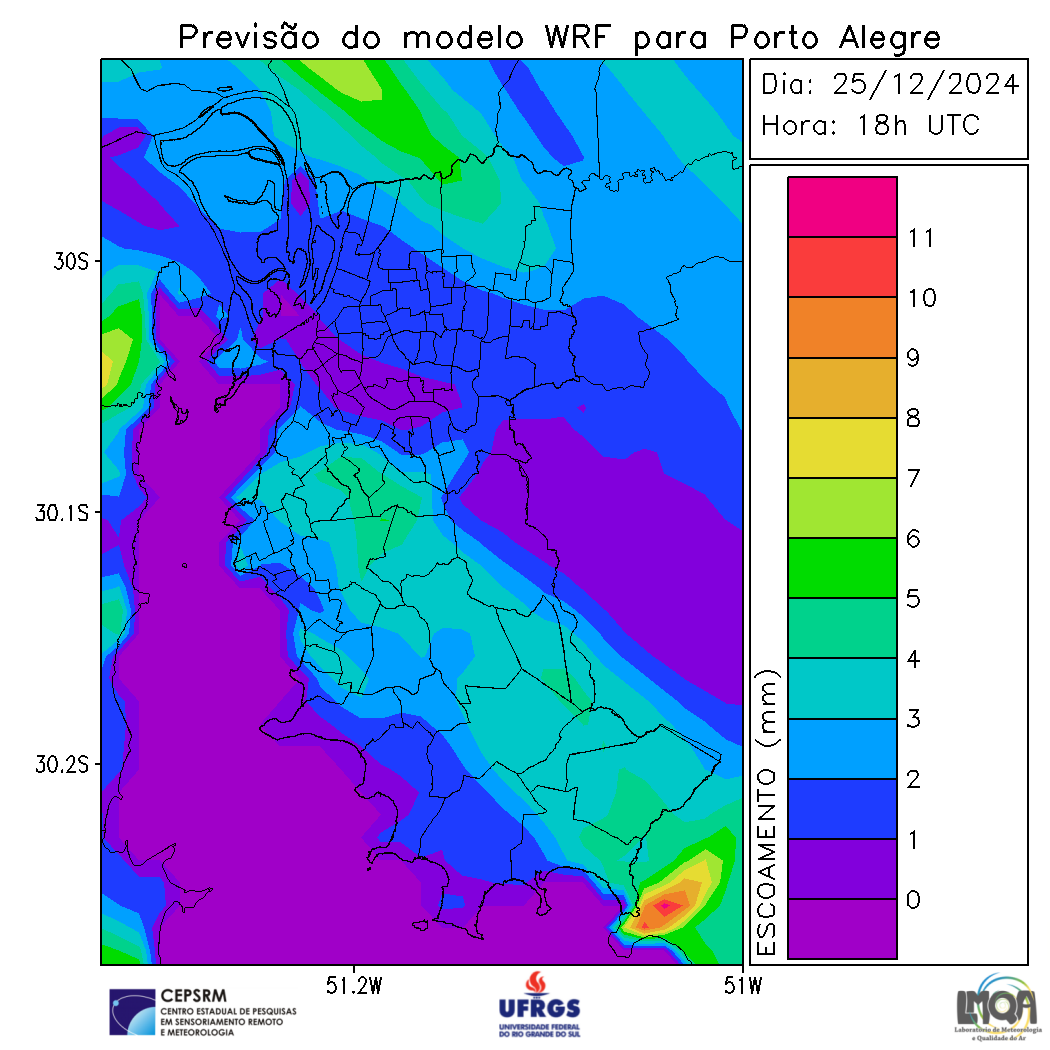 Previsão do modelo WRF para Porto Alegre
Dia: 25/12/2024
Hora: 18h UTC
11
10
9
8
7
6
5
4
3
2
1
0
ESCOAMENTO (mm)
30S
30.1S
30.2S
51.2W
51W
CEPSRM
CENTRO ESTADUAL DE PESQUISAS
EM SENSORIAMENTO REMOTO
E METEOROLOGIA
UFRGS
UNIVERSIDADE FEDERAL
DO RIO GRANDE DO SUL
LMQA
Laboratório de Meteorologia
e Qualidade do Ar